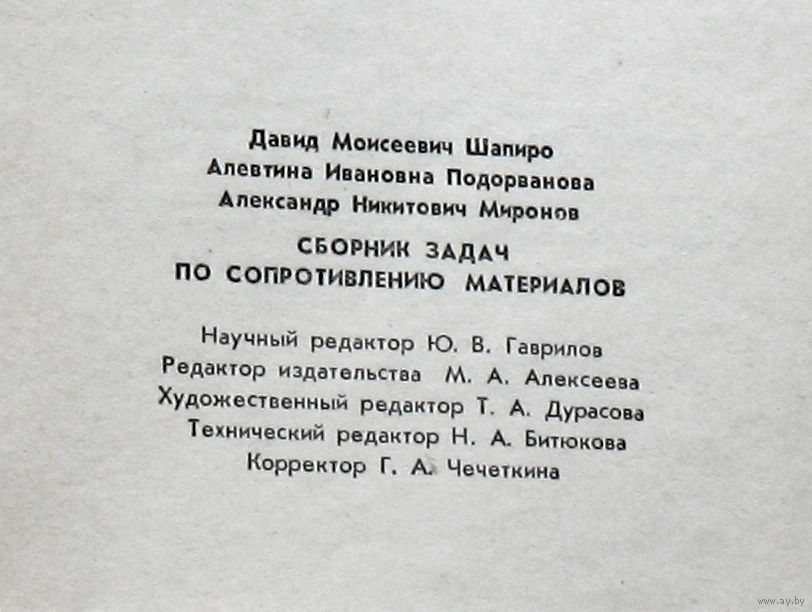 Давид Моисеевич Шапиро
Алевтина Ивановна Подорванова
Александр Никитович Миронов
СБОРНИК ЗАДАЧ
ПО СОПРОТИВЛЕНИЮ МАТЕРИАЛОВ
Научный редактор Ю. В. Гаврилов
Редактор издательства М. А. Алексеева
Художественный редактор Т. А. Дурасова
Технический редактор Н. А. Битюкова
Корректор Г. А. Чечеткина
www.ay.by